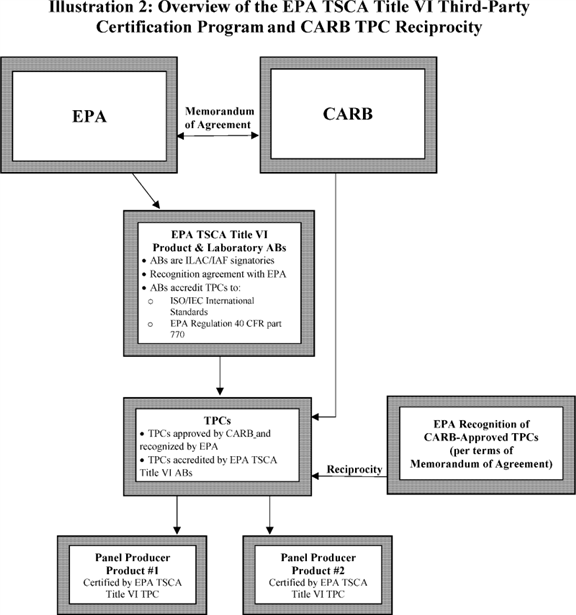 Illustration 2: Overview of the EPA TSCA Title VI Third-Party
Certification Program and CARB TPC Reciprocity
EPA
Memorandum
of Agreement
CARB
EPA TSCA Title VI
Product & Laboratory ABs
• ABs are ILAC/IAF signatories
• Recognition agreement with EPA
• ABs accredit TPCs to:
o ISO/IEC International
Standards
o EPA Regulation 40 CFR part
770
TPCs
• TPCs approved by CARB and
recognized by EPA
• TPCs accredited by EPA TSCA
Title VI ABs
Reciprocity
EPA Recognition of
CARB-Approved TPCs
(per terms of
Memorandum of Agreement)
Panel Producer
Product #1
Certified by EPA TSCA
Title VI TPC
Panel Producer
Product #2
Certified by EPA TSCA
Title VI TPC